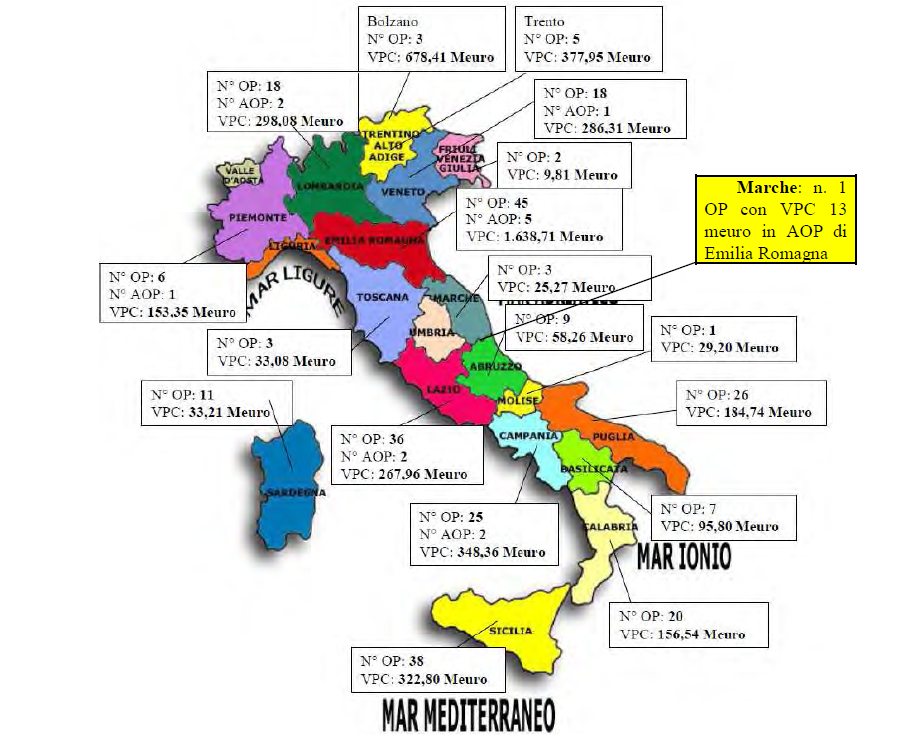 Bolzano
N° OP: 3
VPC: 678,41 Meuro
Trento
N° OP: 5
VPC: 377,95 Meuro
N° OP: 18
N° AOP: 2
VPC: 298,08 Meuro
N° OP: 18
N° AOP: 1
VPC: 286,31 Meuro
N° OP: 2
VPC: 9,81 Meuro
N° OP: 45
N° AOP: 5
VPC: 1.638,71 Meuro
Marche: n. 1
OP con VPC 13
meuro in AOP di
Emilia Romagna
TRENTINO
ALTO
ADIGE
FRIULI
VENEZIA
GIULIA
VALLE
D'AOSTA
LOMBARDIA
VENETO
PIEMONTE
EMILIA ROMAGNA
LIGURIA
MAR LIGURE
N° OP: 6
N° AOP: 1
VPC: 153,35 Meuro
N° OP: 3
VPC: 25,27 Meuro
TOSCANA
MARCHE
UMBRIA
N° OP: 9
VPC: 58,26 Meuro
N° OP: 1
VPC: 29,20 Meuro
N° OP: 3
VPC: 33,08 Meuro
ABRUZZO
LAZIO
MOLISE
N° OP: 11
VPC: 33,21 Meuro
N° OP: 26
VPC: 184,74 Meuro
CAMPANIA
PUGLIA
BASILICATA
N° OP: 36
N° AOP: 2
VPC: 267,96 Meuro
SARDEGNA
N° OP: 7
VPC: 95,80 Meuro
N° OP: 25
N° AOP: 2
VPC: 348,36 Meuro
CALABRIA
MAR IONIO
N° OP: 20
VPC: 156,54 Meuro
SICILIA
N° OP: 38
VPC: 322,80 Meuro
MAR MEDITERRANEO